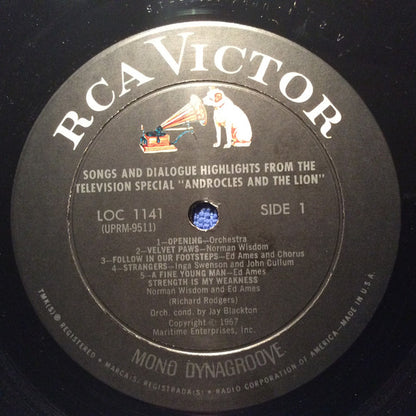 RCA VICTOR
SONGS AND DIALOGUE HIGHLIGHTS FROM THE
TELEVISION SPECIAL "ANDROCLES AND THE LION"
LOC 1141
(UPRM-9511)
SIDE 1
1—OPENING—Orchestra
2—VELVET PAWS—Norman Wisdom
3—FOLLOW IN OUR FOOTSTEPS—Ed Ames and Chorus
4—STRANGERS—Inga Swenson and John Cullum
5—A FINE YOUNG MAN—Ed Ames
STRENGTH IS MY WEAKNESS
Norman Wisdom and Ed Ames
(Richard Rodgers)
Orch. cond. by Jay Blackton
Copyright © 1967
Maritime Enterprises, Inc.
MONO DYNAGROOVE
TMK(S) ® REGISTERED • MARCA(S) REGISTRADA(S) • RADIO CORPORATION OF AMERICA—MADE IN U.S.A.